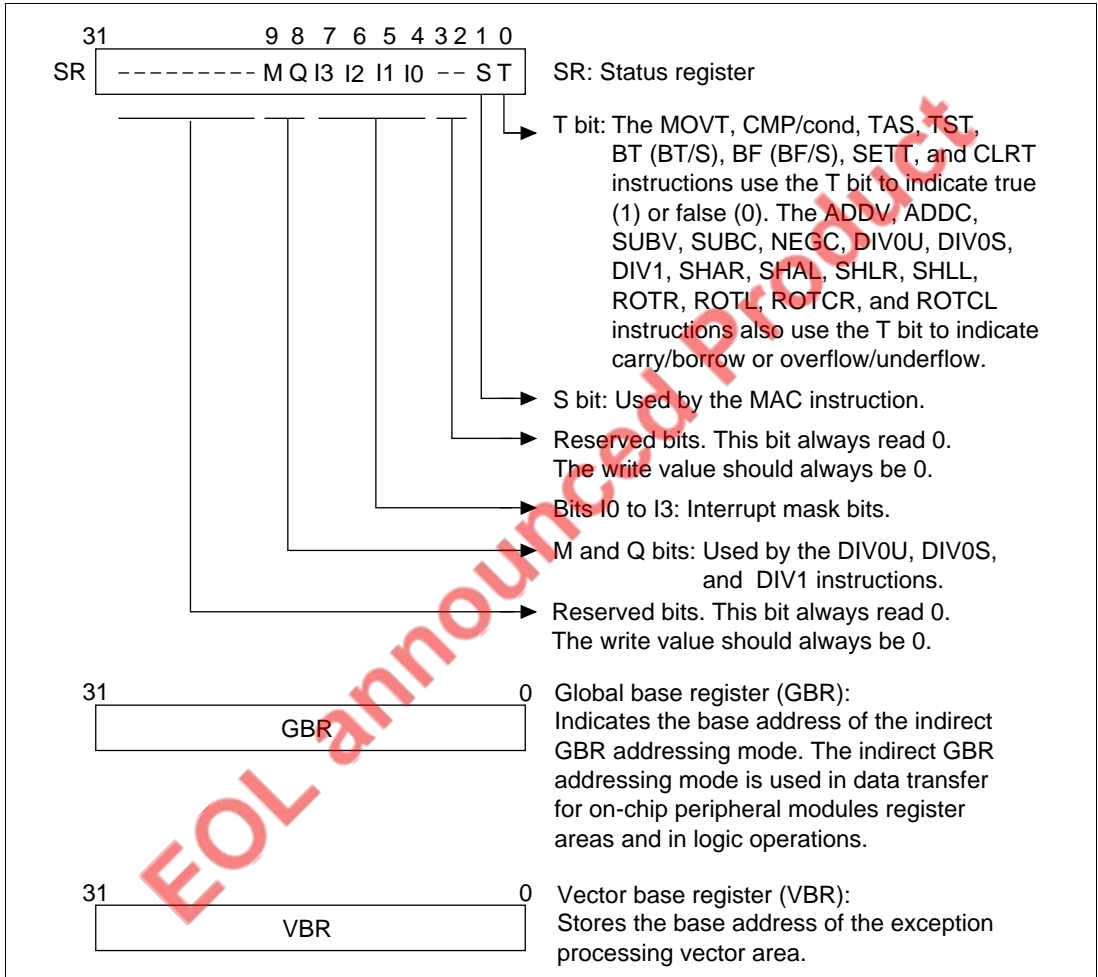 31 9 8 7 6 5 4 3 2 1 0
SR --------- M Q I3 I2 I1 I0 -- S T SR: Status register
T bit: The MOVT, CMP/cond, TAS, TST,
BT (BT/S), BF (BF/S), SETT, and CLRT
instructions use the T bit to indicate true
(1) or false (0). The ADDV, ADDC,
SUBV, SUBC, NEGC, DIV0U, DIV0S,
DIV1, SHAR, SHAL, SHLR, SHLL,
ROTR, ROTL, ROTCR, and ROTCL
instructions also use the T bit to indicate
carry/borrow or overflow/underflow.
S bit: Used by the MAC instruction.
Reserved bits. This bit always read 0.
The write value should always be 0.
Bits I0 to I3: Interrupt mask bits.
M and Q bits: Used by the DIV0U, DIV0S,
and DIV1 instructions.
Reserved bits. This bit always read 0.
The write value should always be 0.
31 0 Global base register (GBR):
GBR
Indicates the base address of the indirect
GBR addressing mode. The indirect GBR
addressing mode is used in data transfer
for on-chip peripheral modules register
areas and in logic operations.
31 0 Vector base register (VBR):
VBR
Stores the base address of the exception
processing vector area.
EOL announced Product